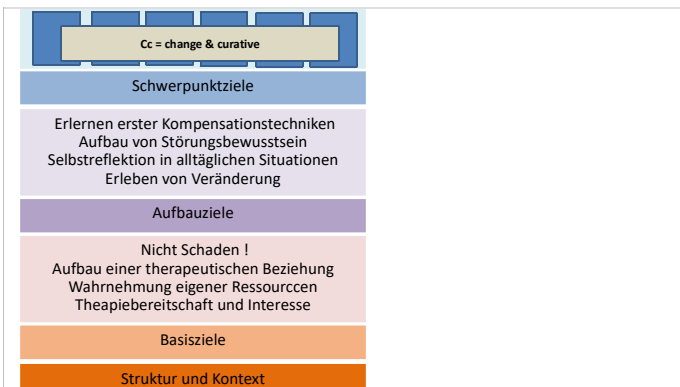 Cc = change & curative
Schwerpunktziele
Erlernen erster Kompensationstechniken
Aufbau von Störungsbewusstsein
Selbstreflektion in alltäglichen Situationen
Erleben von Veränderung
Aufbauziele
Nicht Schaden !
Aufbau einer therapeutischen Beziehung
Wahrnehmung eigener Ressourccen
Theapiebereitschaft und Interesse
Basisziele
Struktur und Kontext